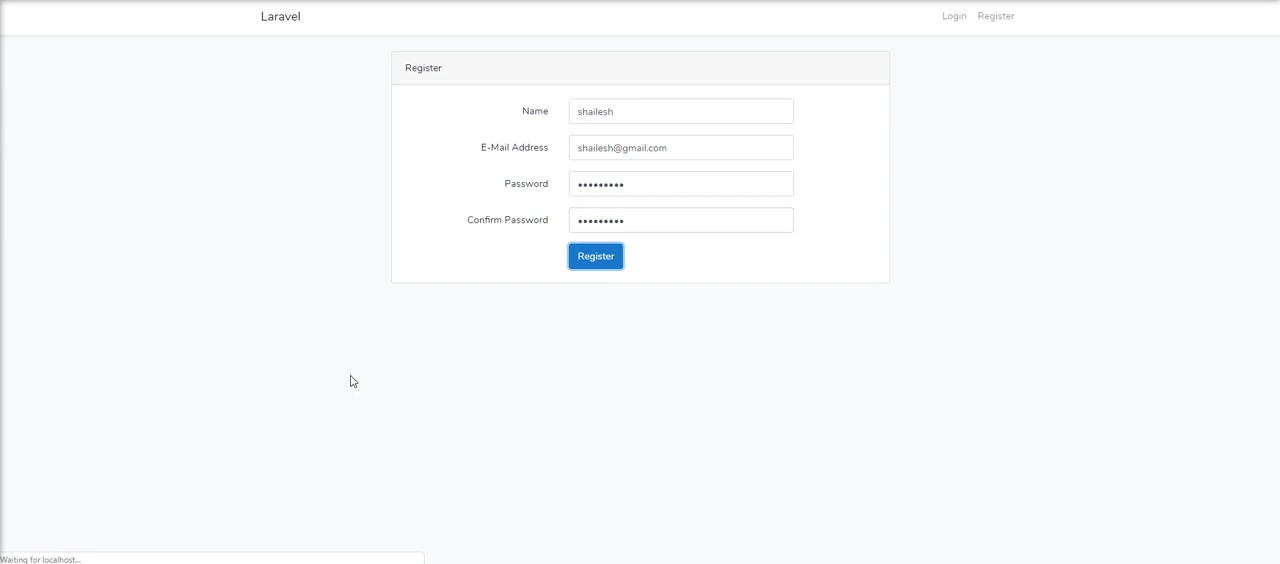 Laravel
Login Register
Register
Name shailesh
E-Mail Address shailesh@gmail.com
Password •••••••••
Confirm Password •••••••••
Register
Waiting for localhost...